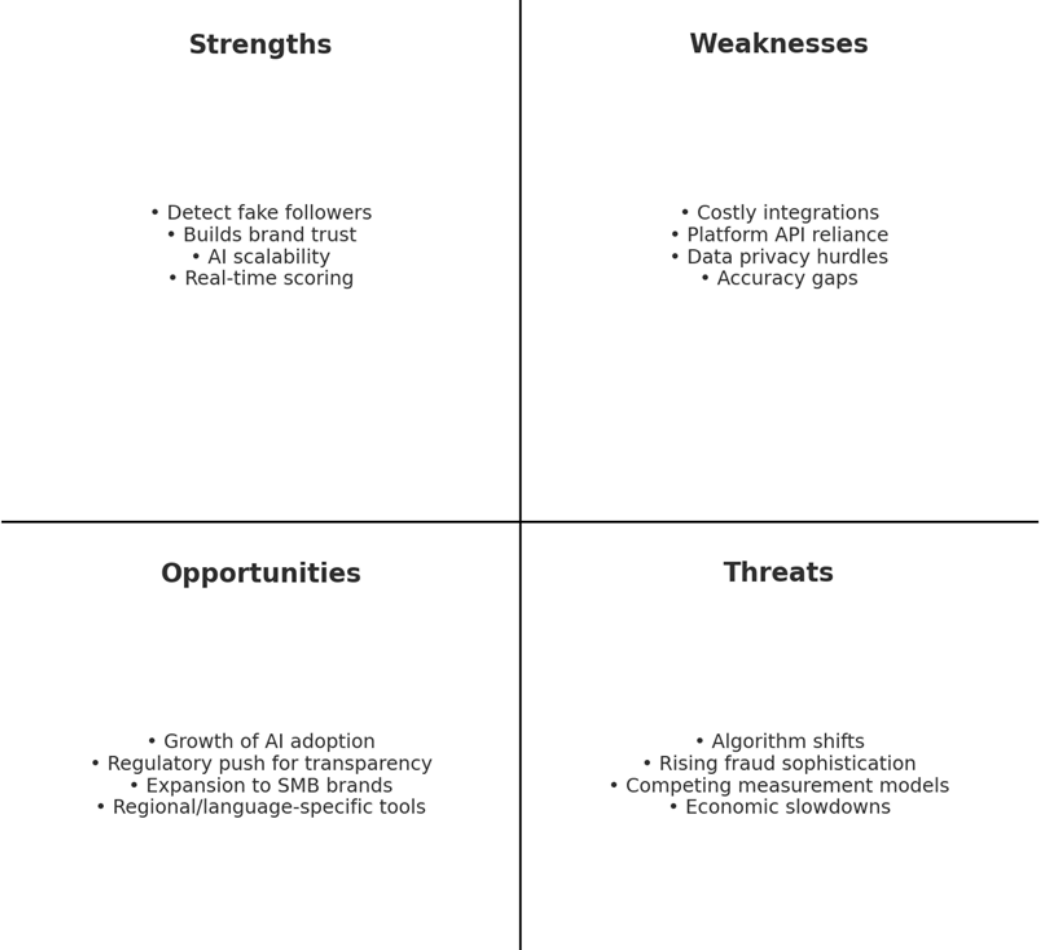 Strengths
• Detect fake followers
• Builds brand trust
• AI scalability
• Real-time scoring
Weaknesses
• Costly integrations
• Platform API reliance
• Data privacy hurdles
• Accuracy gaps
Opportunities
• Growth of AI adoption
• Regulatory push for transparency
• Expansion to SMB brands
• Regional/language-specific tools
Threats
• Algorithm shifts
• Rising fraud sophistication
• Competing measurement models
• Economic slowdowns